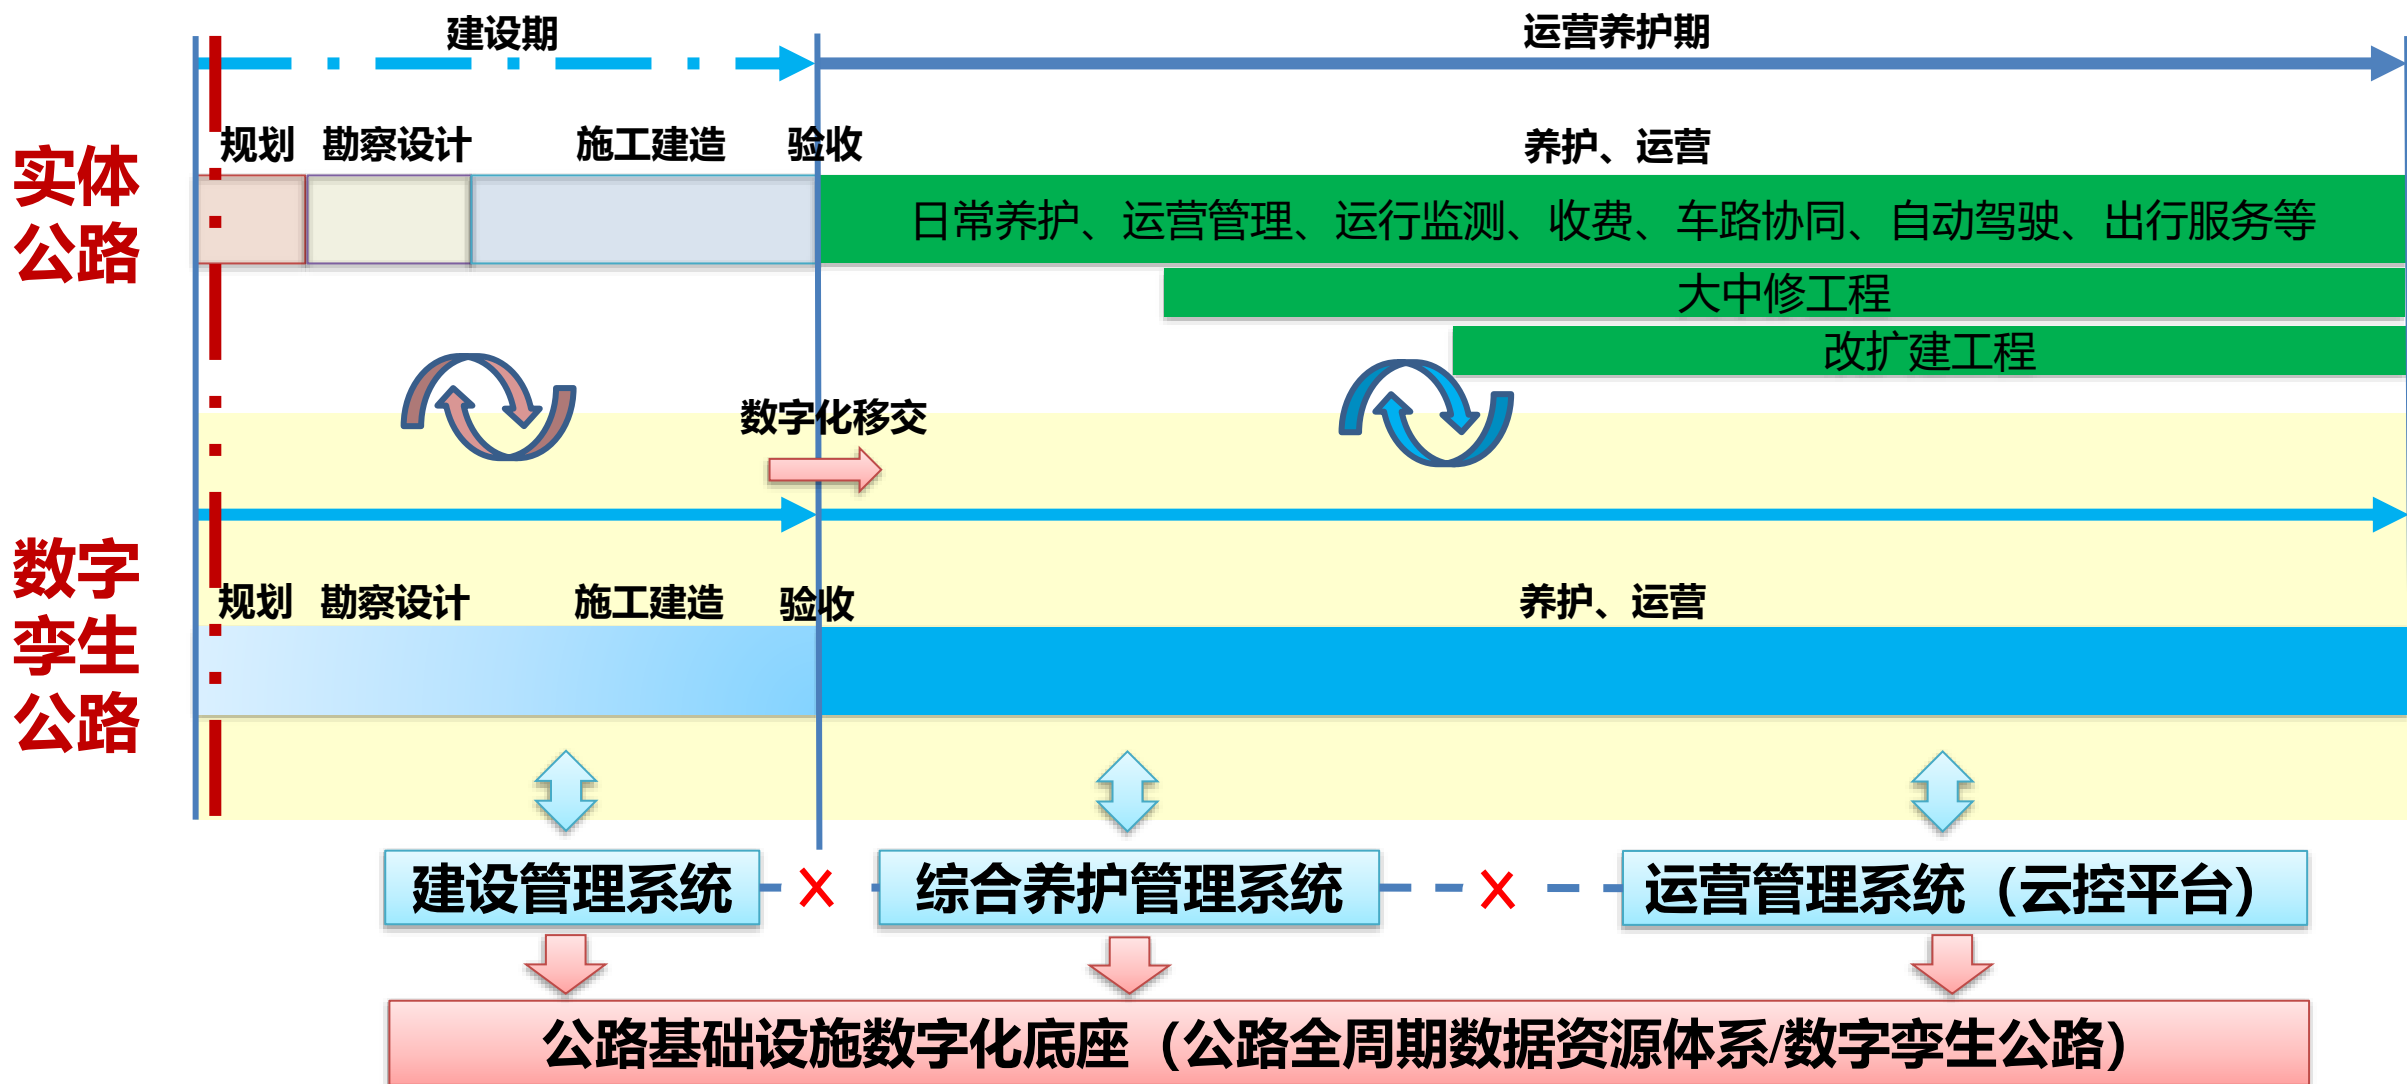 建设期
运营养护期
实体
公路
规划
勘察设计
施工建造
验收
养护、运营
日常养护、运营管理、运行监测、收费、车路协同、自动驾驶、出行服务等
大中修工程
改扩建工程
数字化移交
数字
孪生
公路
规划
勘察设计
施工建造
验收
养护、运营
建设管理系统
综合养护管理系统
运营管理系统（云控平台）
公路基础设施数字化底座（公路全周期数据资源体系/数字孪生公路）